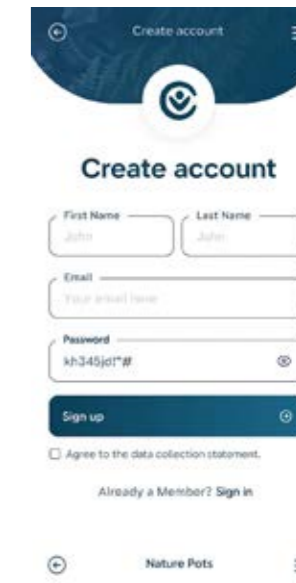 Create account
Create account
First Name Last Name
John John
Email
Your email here
Password
kh345jd!"#
Sign up
Agree to the data collection statement.
Already a Member? Sign in
Nature Pots